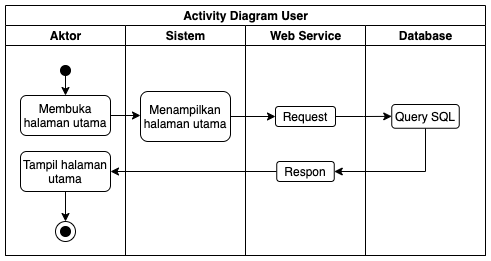 Activity Diagram User
Aktor
Sistem
Web Service
Database
Membuka
halaman utama
Menampilkan
halaman utama
Request
Query SQL
Tampil halaman
utama
Respon